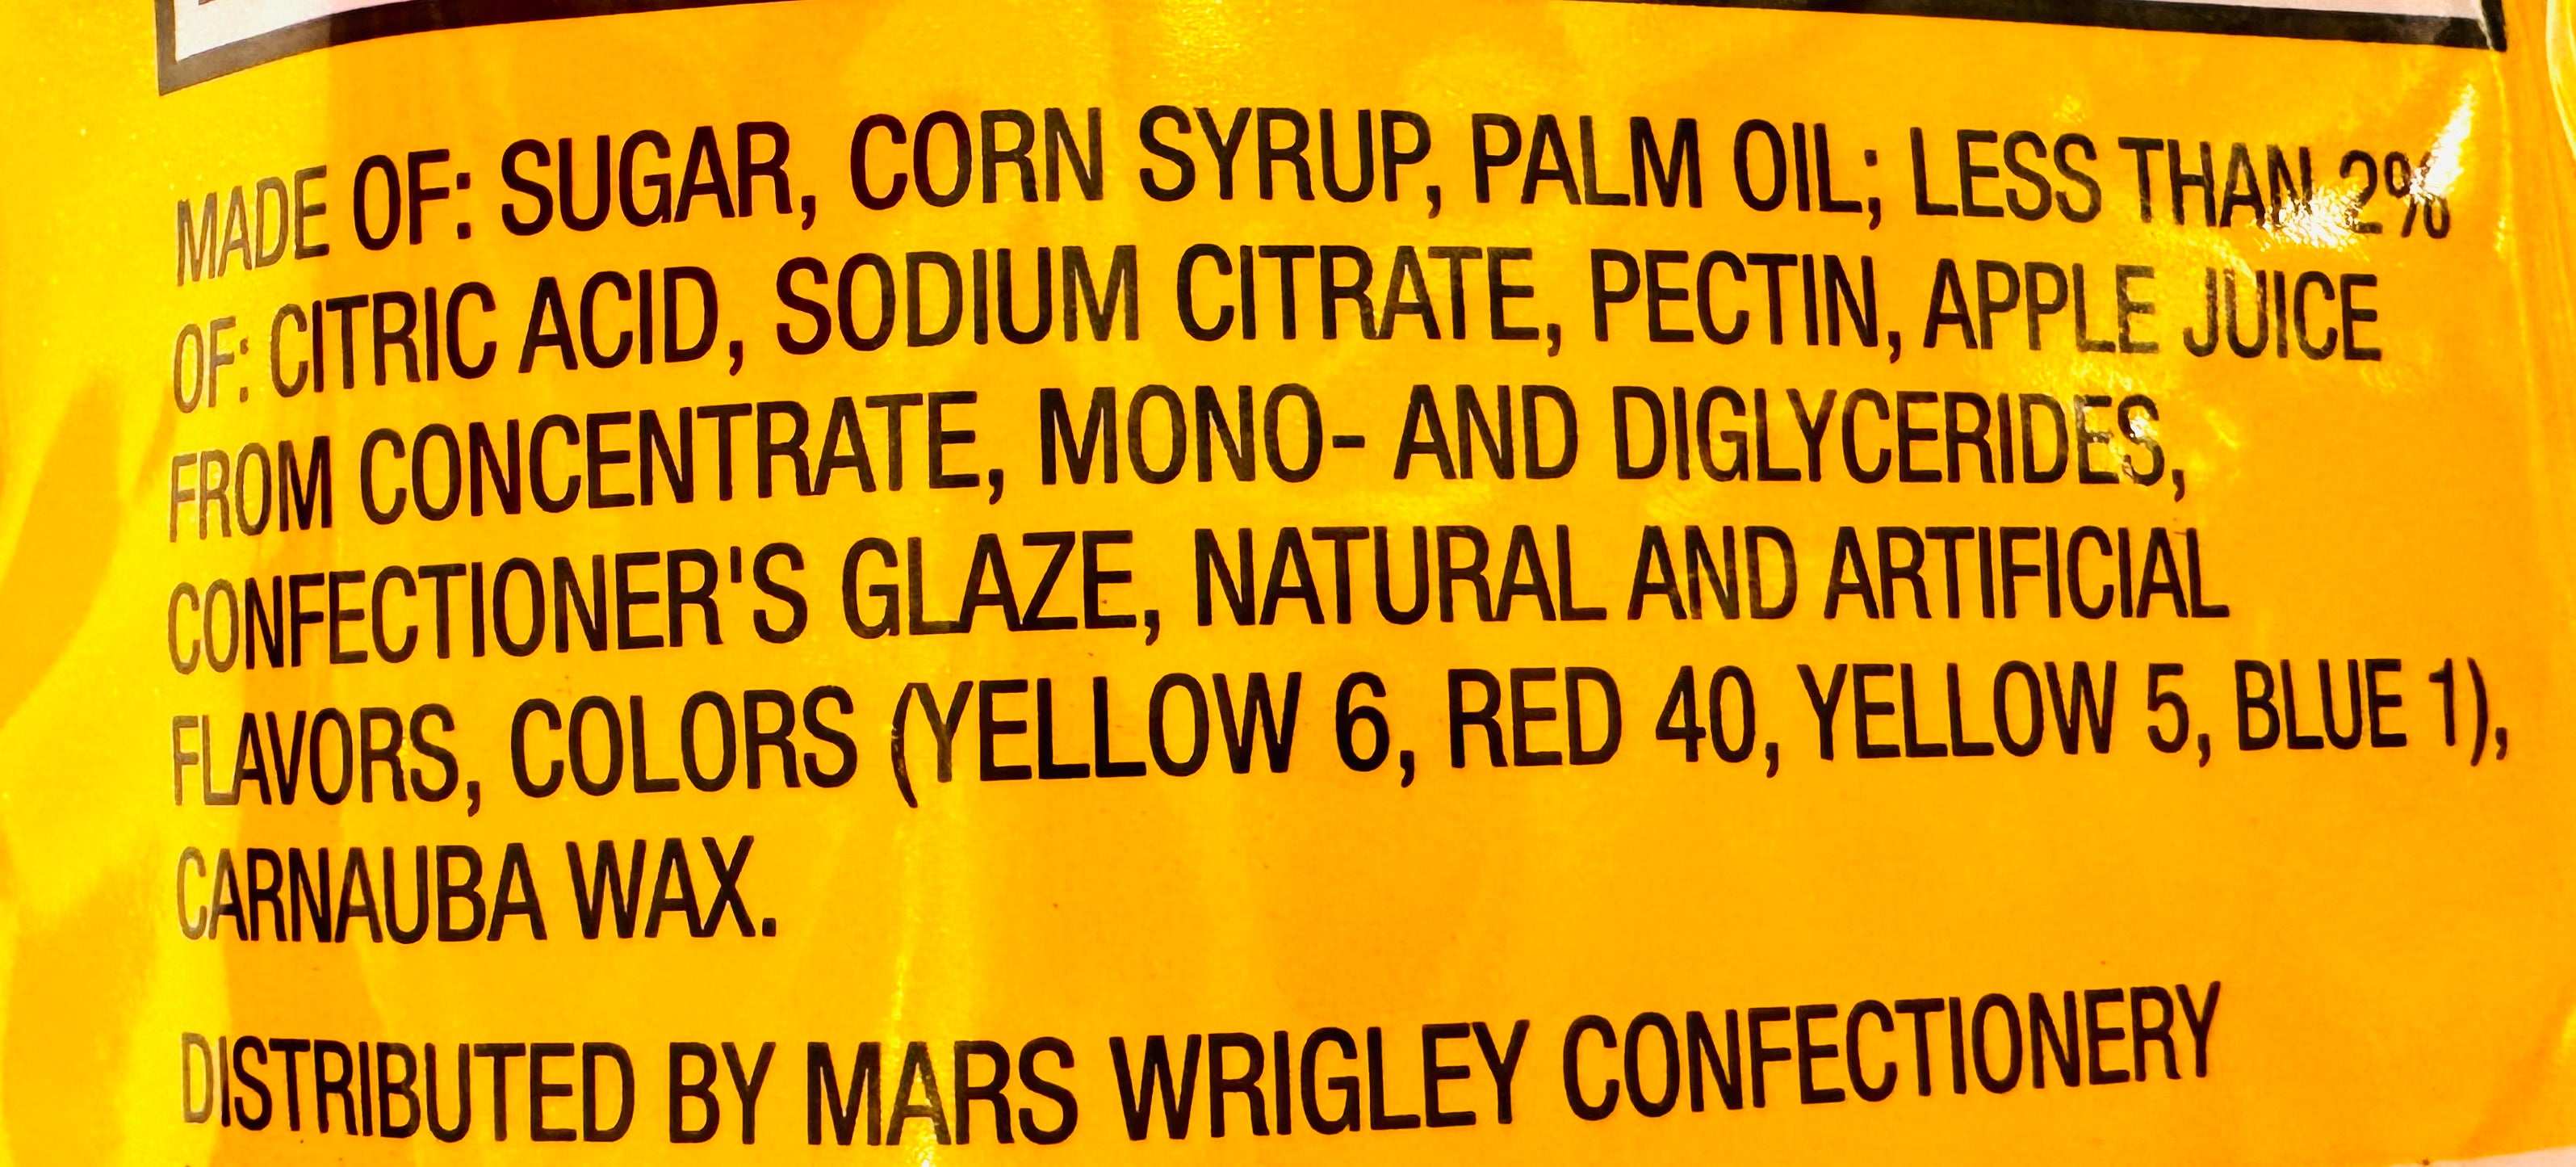 MADE OF: SUGAR, CORN SYRUP, PALM OIL; LESS THAN 2%
OF: CITRIC ACID, SODIUM CITRATE, PECTIN, APPLE JUICE
FROM CONCENTRATE, MONO- AND DIGLYCERIDES,
CONFECTIONER'S GLAZE, NATURAL AND ARTIFICIAL
FLAVORS, COLORS (YELLOW 6, RED 40, YELLOW 5, BLUE 1),
CARNAUBA WAX.
DISTRIBUTED BY MARS WRIGLEY CONFECTIONERY